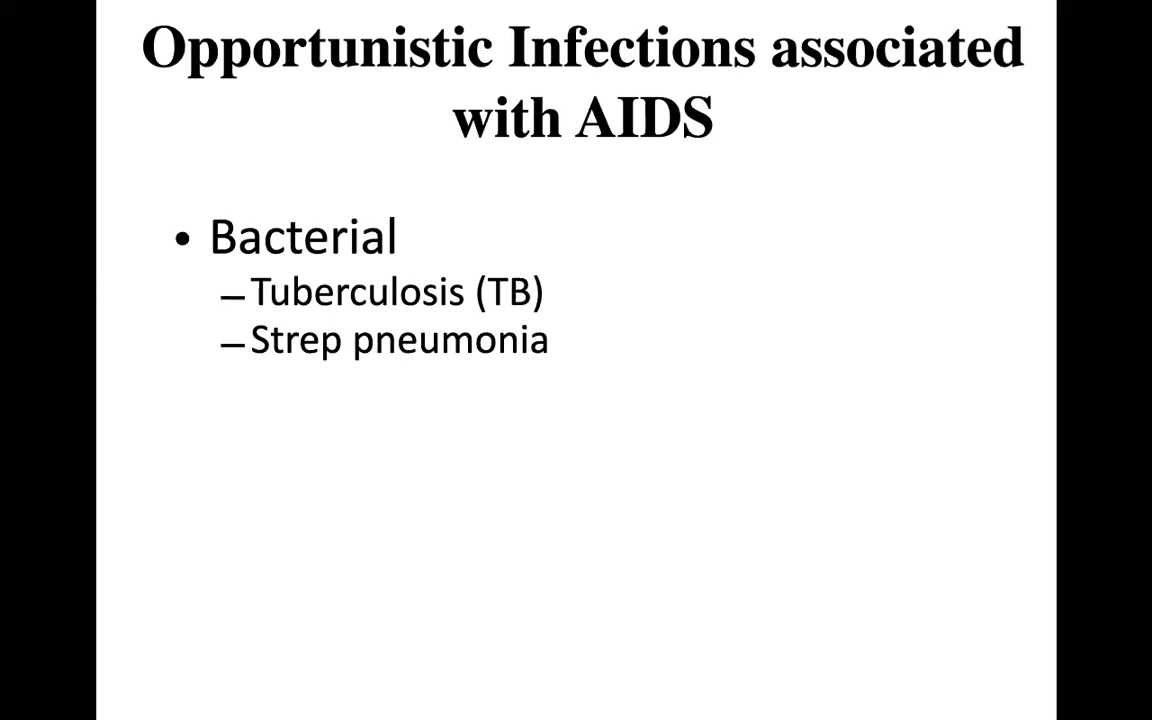 Opportunistic Infections associated
with AIDS
• Bacterial
– Tuberculosis (TB)
– Strep pneumonia